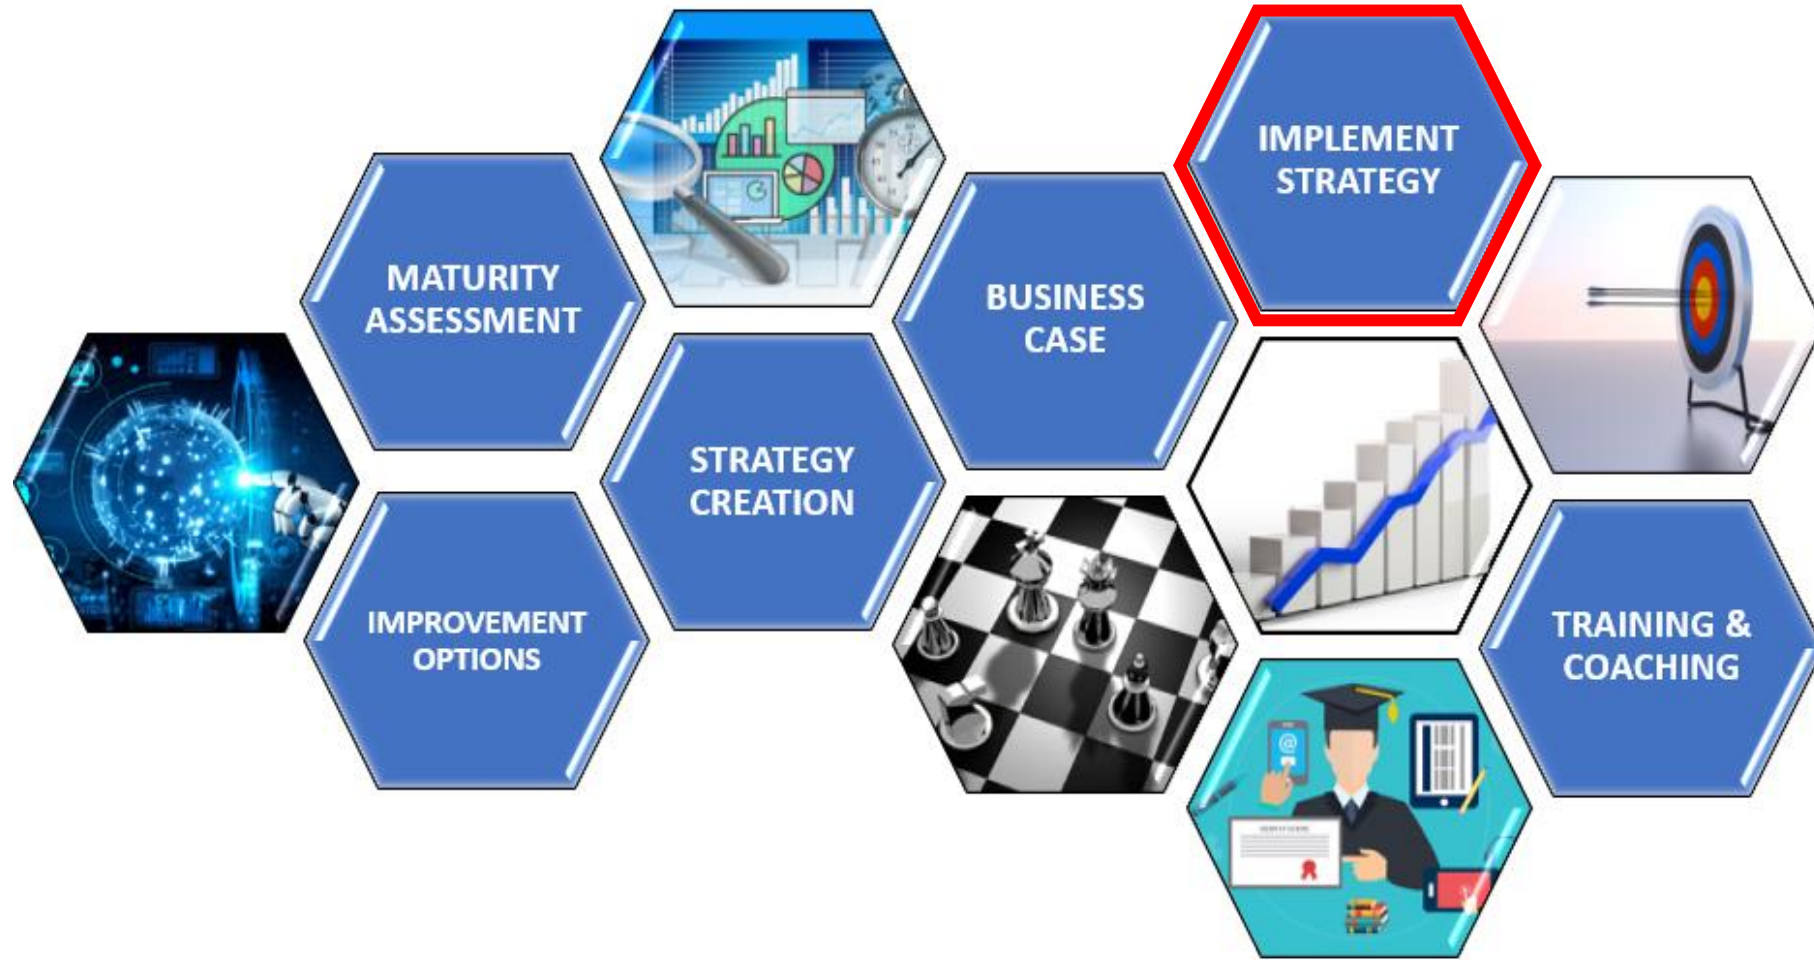 MATURITY
ASSESSMENT
IMPROVEMENT
OPTIONS
STRATEGY
CREATION
BUSINESS
CASE
IMPLEMENT
STRATEGY
TRAINING &
COACHING
@